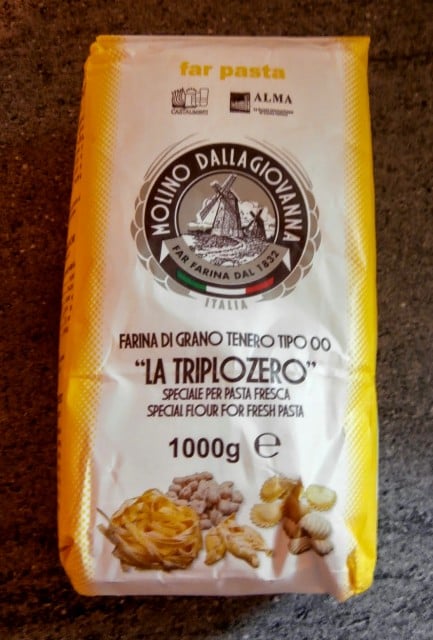 far pasta
CASTALIMENTI
ALMA
MOLINO DALLAGIOVANNA
FAR FARINA DAL 1832
ITALIA
FARINA DI GRANO TENERO TIPO 00
"LA TRIPLOZERO"
SPECIALE PER PASTA FRESCA
SPECIAL FLOUR FOR FRESH PASTA
1000g ℮